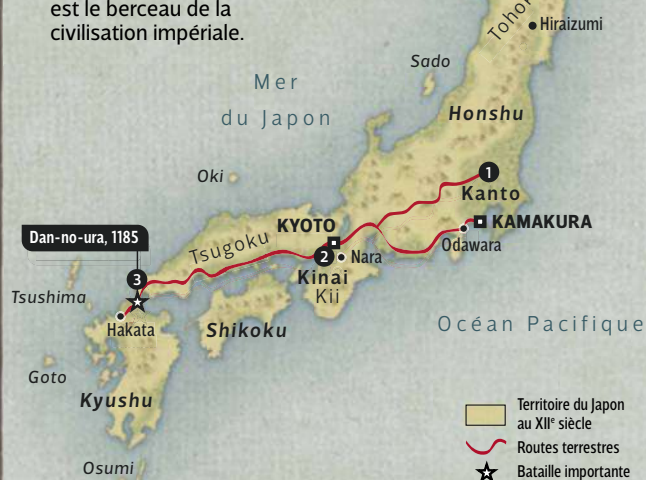 est le berceau de la
civilisation impériale.
Tohok
Hiraizumi
Sado
Mer
du Japon
Honshu
Oki
1
Kanto
KYOTO
KAMAKURA
Dan-no-ura, 1185
Tsugoku
Odawara
2
Nara
3
Kinai
Kii
Tsushima
Hakata
Shikoku
Océan Pacifique
Goto
Kyushu
Territoire du Japon
au XIIe siècle
Routes terrestres
Osumi
Bataille importante